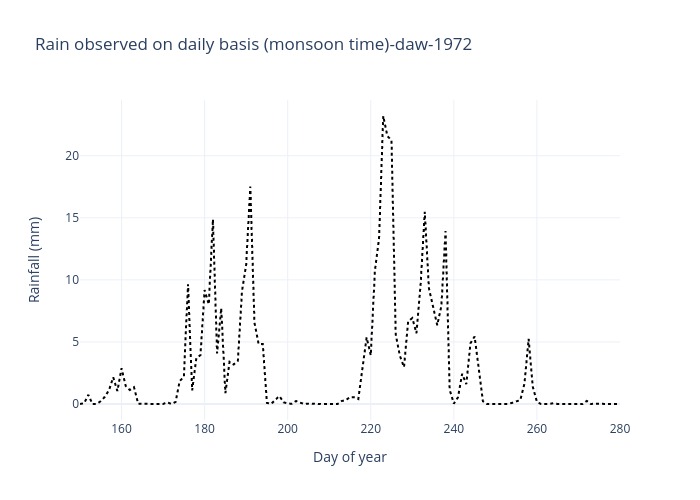 Rain observed on daily basis (monsoon time)-daw-1972
Rainfall (mm)
20
15
10
5
0
160 180 200 220 240 260 280
Day of year